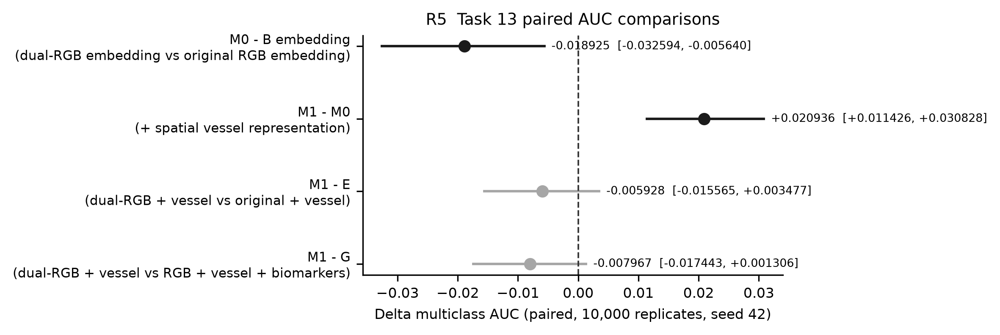 R5  Task 13 paired AUC comparisons
M0 - B embedding
(dual-RGB embedding vs original RGB embedding)
-0.018925  [-0.032594, -0.005640]
M1 - M0
(+ spatial vessel representation)
+0.020936  [+0.011426, +0.030828]
M1 - E
(dual-RGB + vessel vs original + vessel)
-0.005928  [-0.015565, +0.003477]
M1 - G
(dual-RGB + vessel vs RGB + vessel + biomarkers)
-0.007967  [-0.017443, +0.001306]
−0.03 −0.02 −0.01 0.00 0.01 0.02 0.03
Delta multiclass AUC (paired, 10,000 replicates, seed 42)